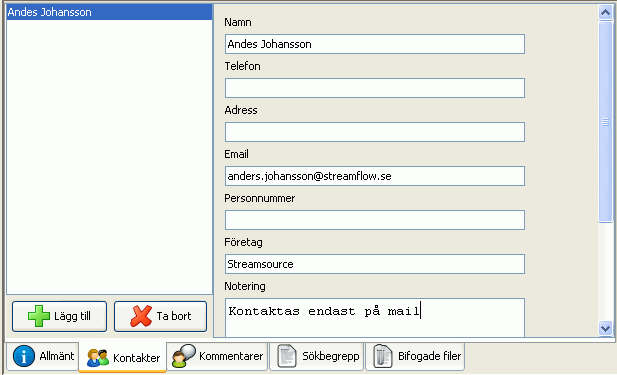 Andes Johansson
Namn
Andes Johansson
Telefon
Adress
Email
anders.johansson@streamflow.se
Personnummer
Företag
Streamsource
Notering
Kontaktas endast på mail
Lägg till
Ta bort
Allmänt
Kontakter
Kommentarer
Sökbegrepp
Bifogade filer